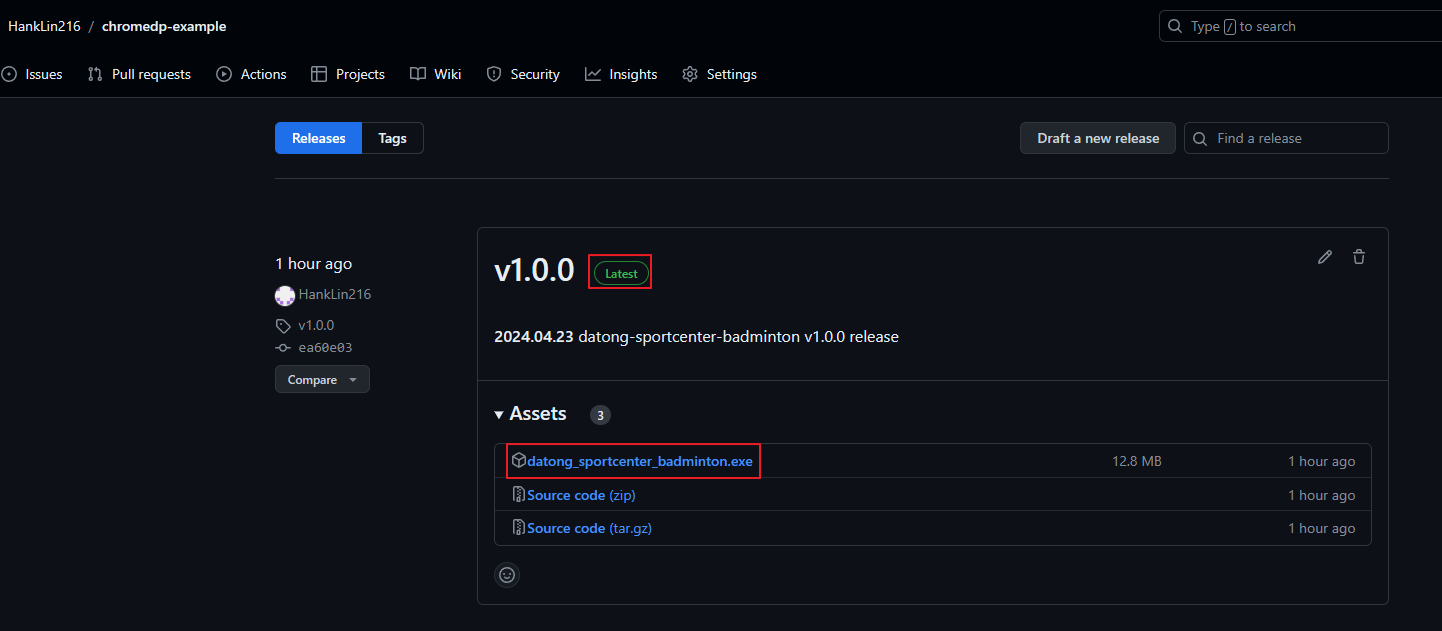 HankLin216 / chromedp-example
Type / to search
Issues Pull requests Actions Projects Wiki Security Insights Settings
Releases Tags
Draft a new release
Find a release
1 hour ago
HankLin216
v1.0.0
ea60e03
Compare
v1.0.0 Latest
2024.04.23 datong-sportcenter-badminton v1.0.0 release
Assets 3
datong_sportcenter_badminton.exe 12.8 MB 1 hour ago
Source code (zip) 1 hour ago
Source code (tar.gz) 1 hour ago